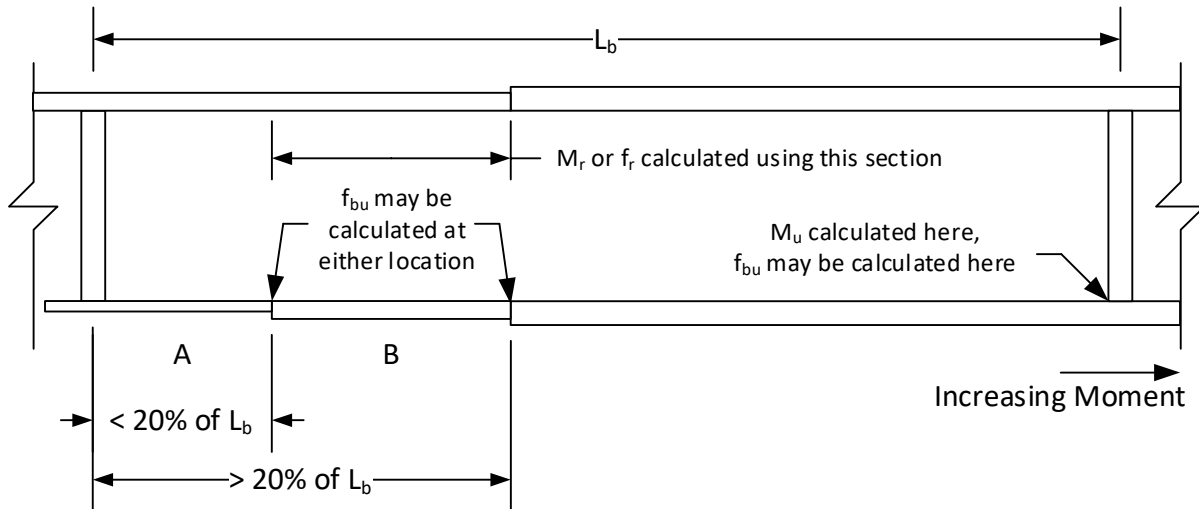 L_b
M_r or f_r calculated using this section
f_bu may be
calculated at
either location
M_u calculated here,
f_bu may be calculated here
A
B
Increasing Moment
< 20% of L_b
> 20% of L_b